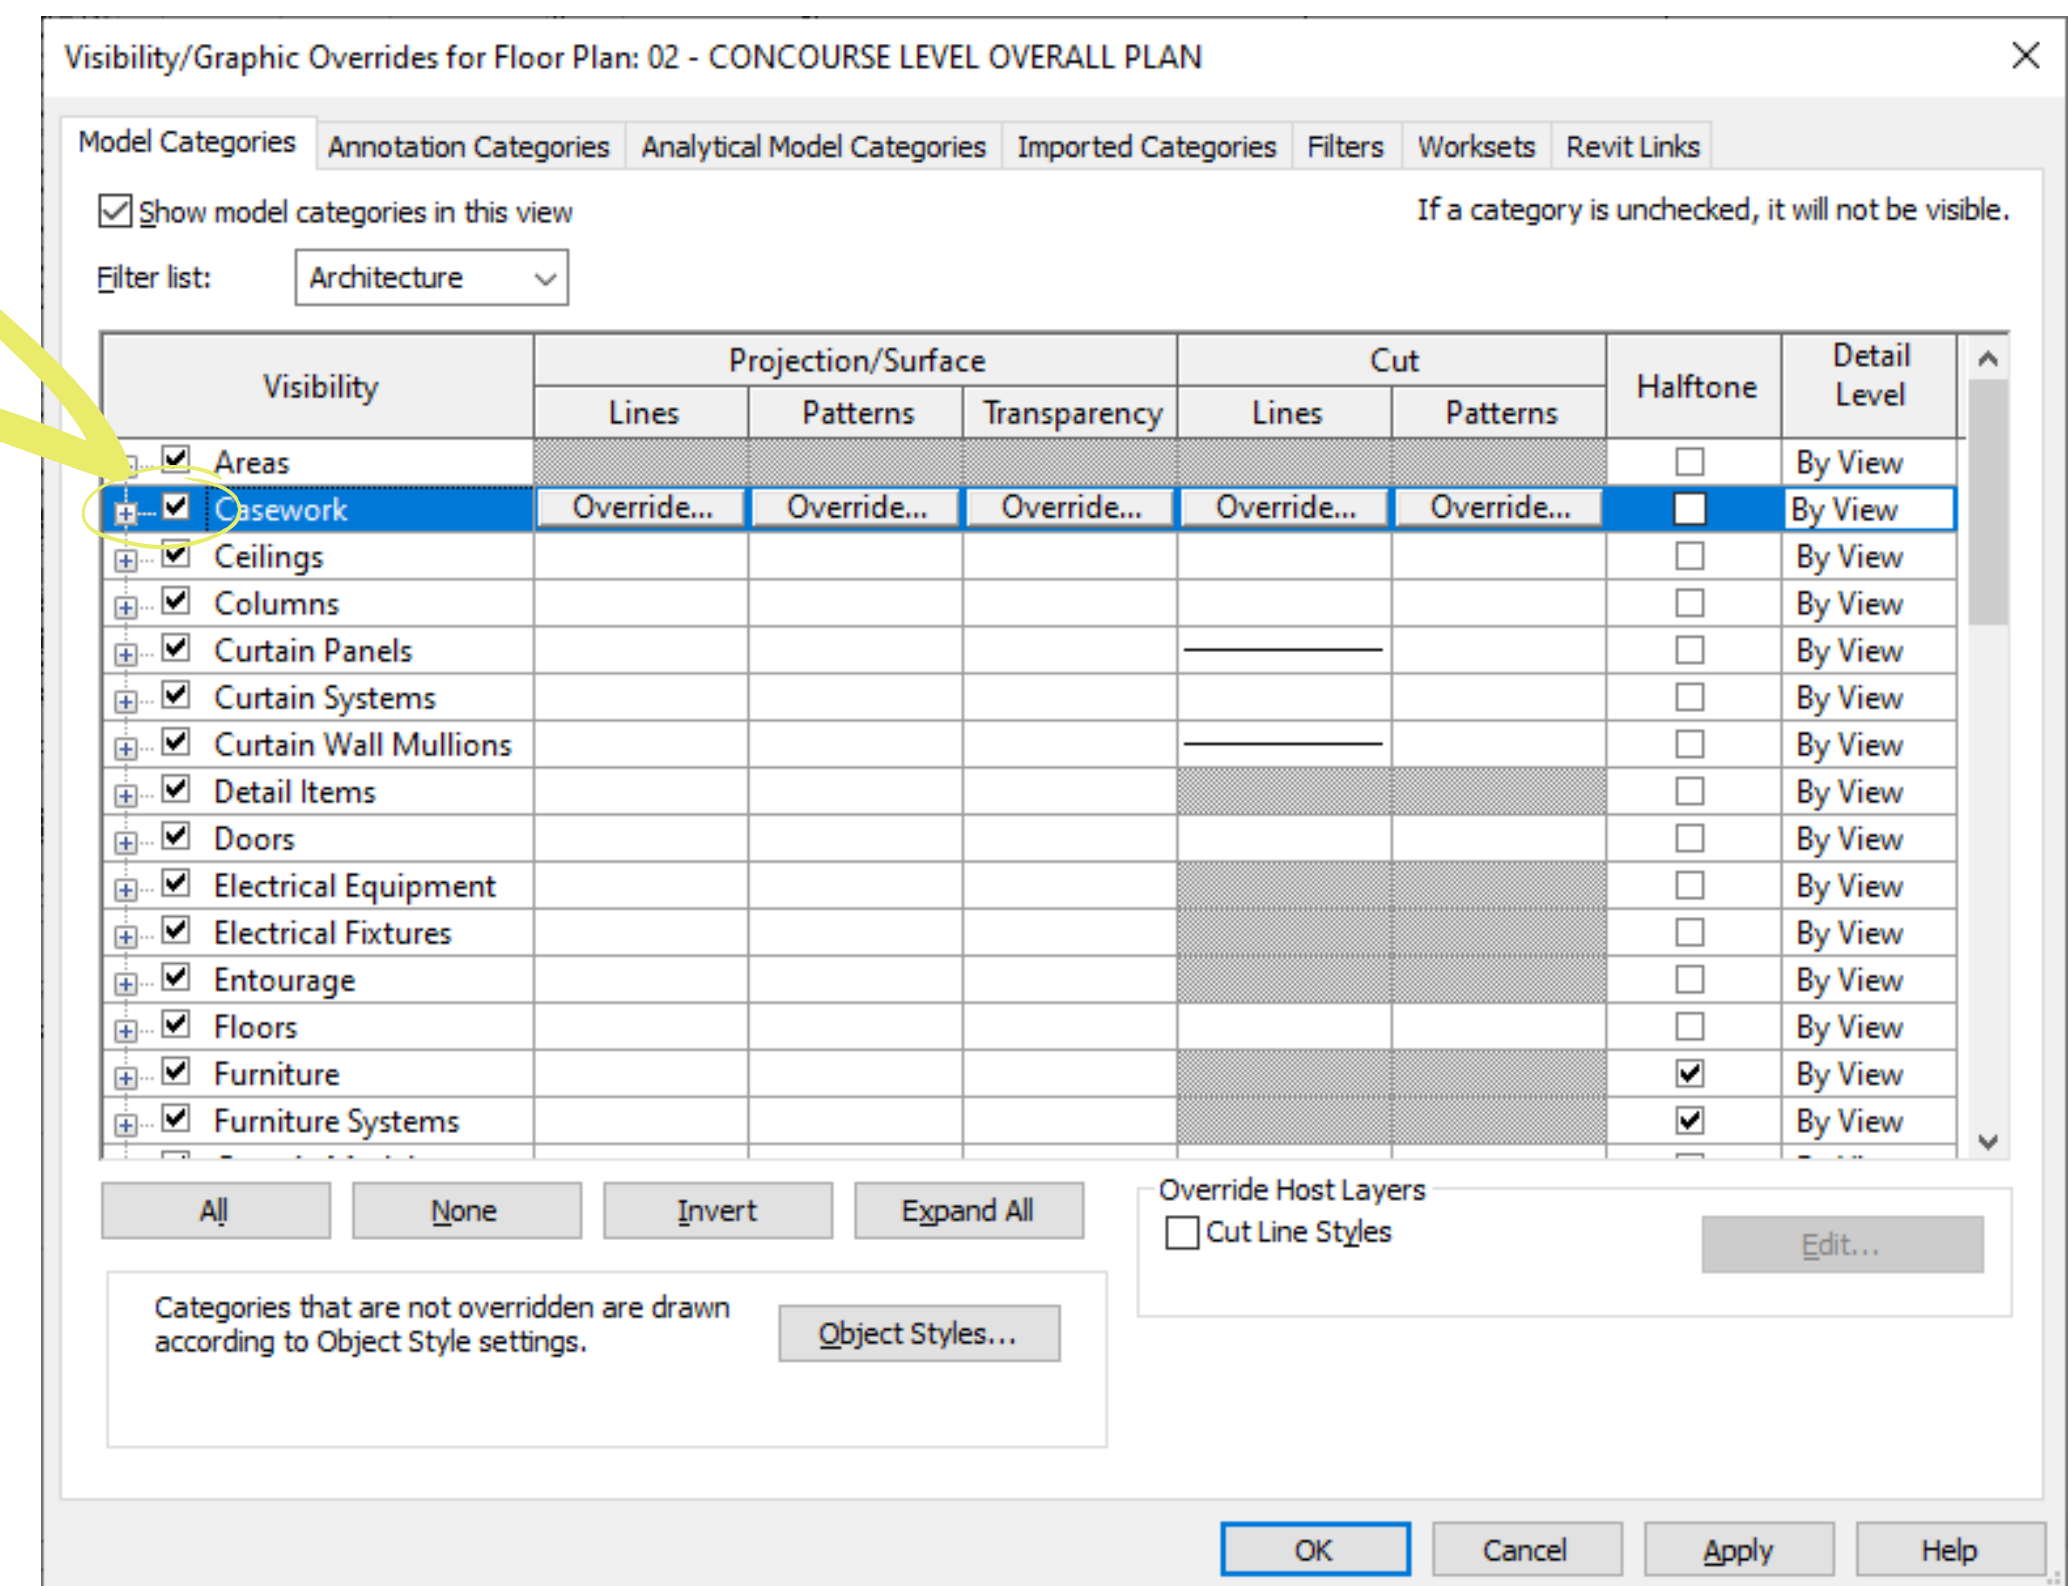 Visibility/Graphic Overrides for Floor Plan: 02 - CONCOURSE LEVEL OVERALL PLAN
Model Categories Annotation Categories Analytical Model Categories Imported Categories Filters Worksets Revit Links
Show model categories in this view
If a category is unchecked, it will not be visible.
Filter list: Architecture
Visibility Projection/Surface Cut Halftone Detail Level
Lines Patterns Transparency Lines Patterns
Areas By View
Casework Override... Override... Override... Override... Override... By View
Ceilings By View
Columns By View
Curtain Panels By View
Curtain Systems By View
Curtain Wall Mullions By View
Detail Items By View
Doors By View
Electrical Equipment By View
Electrical Fixtures By View
Entourage By View
Floors By View
Furniture By View
Furniture Systems By View
All None Invert Expand All
Override Host Layers
Cut Line Styles
Edit...
Categories that are not overridden are drawn
according to Object Style settings.
Object Styles...
OK Cancel Apply Help